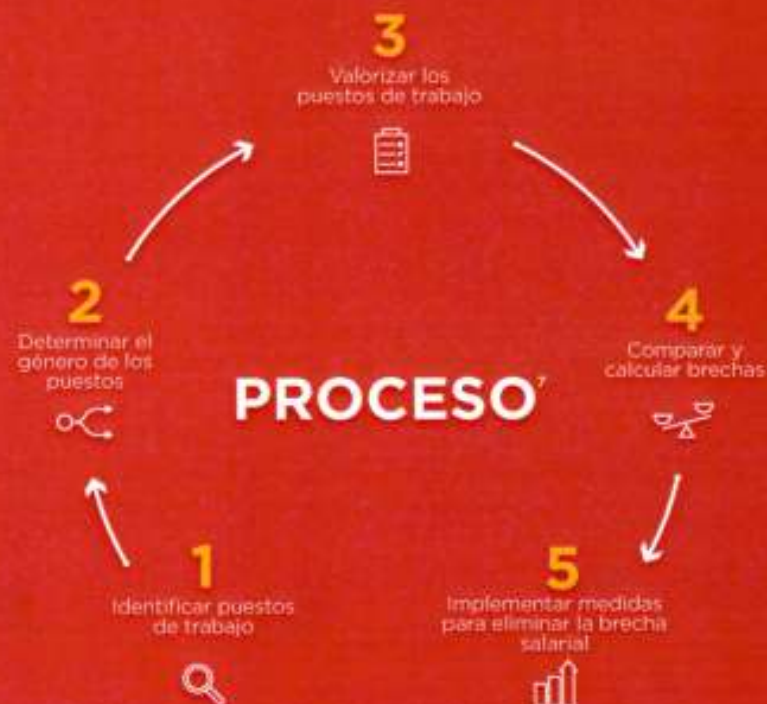 3
Valorizar los
puestos de trabajo
2
Determinar el
género de los
puestos
4
Comparar y
calcular brechas
PROCESO⁷
1
Identificar puestos
de trabajo
5
Implementar medidas
para eliminar la brecha
salarial